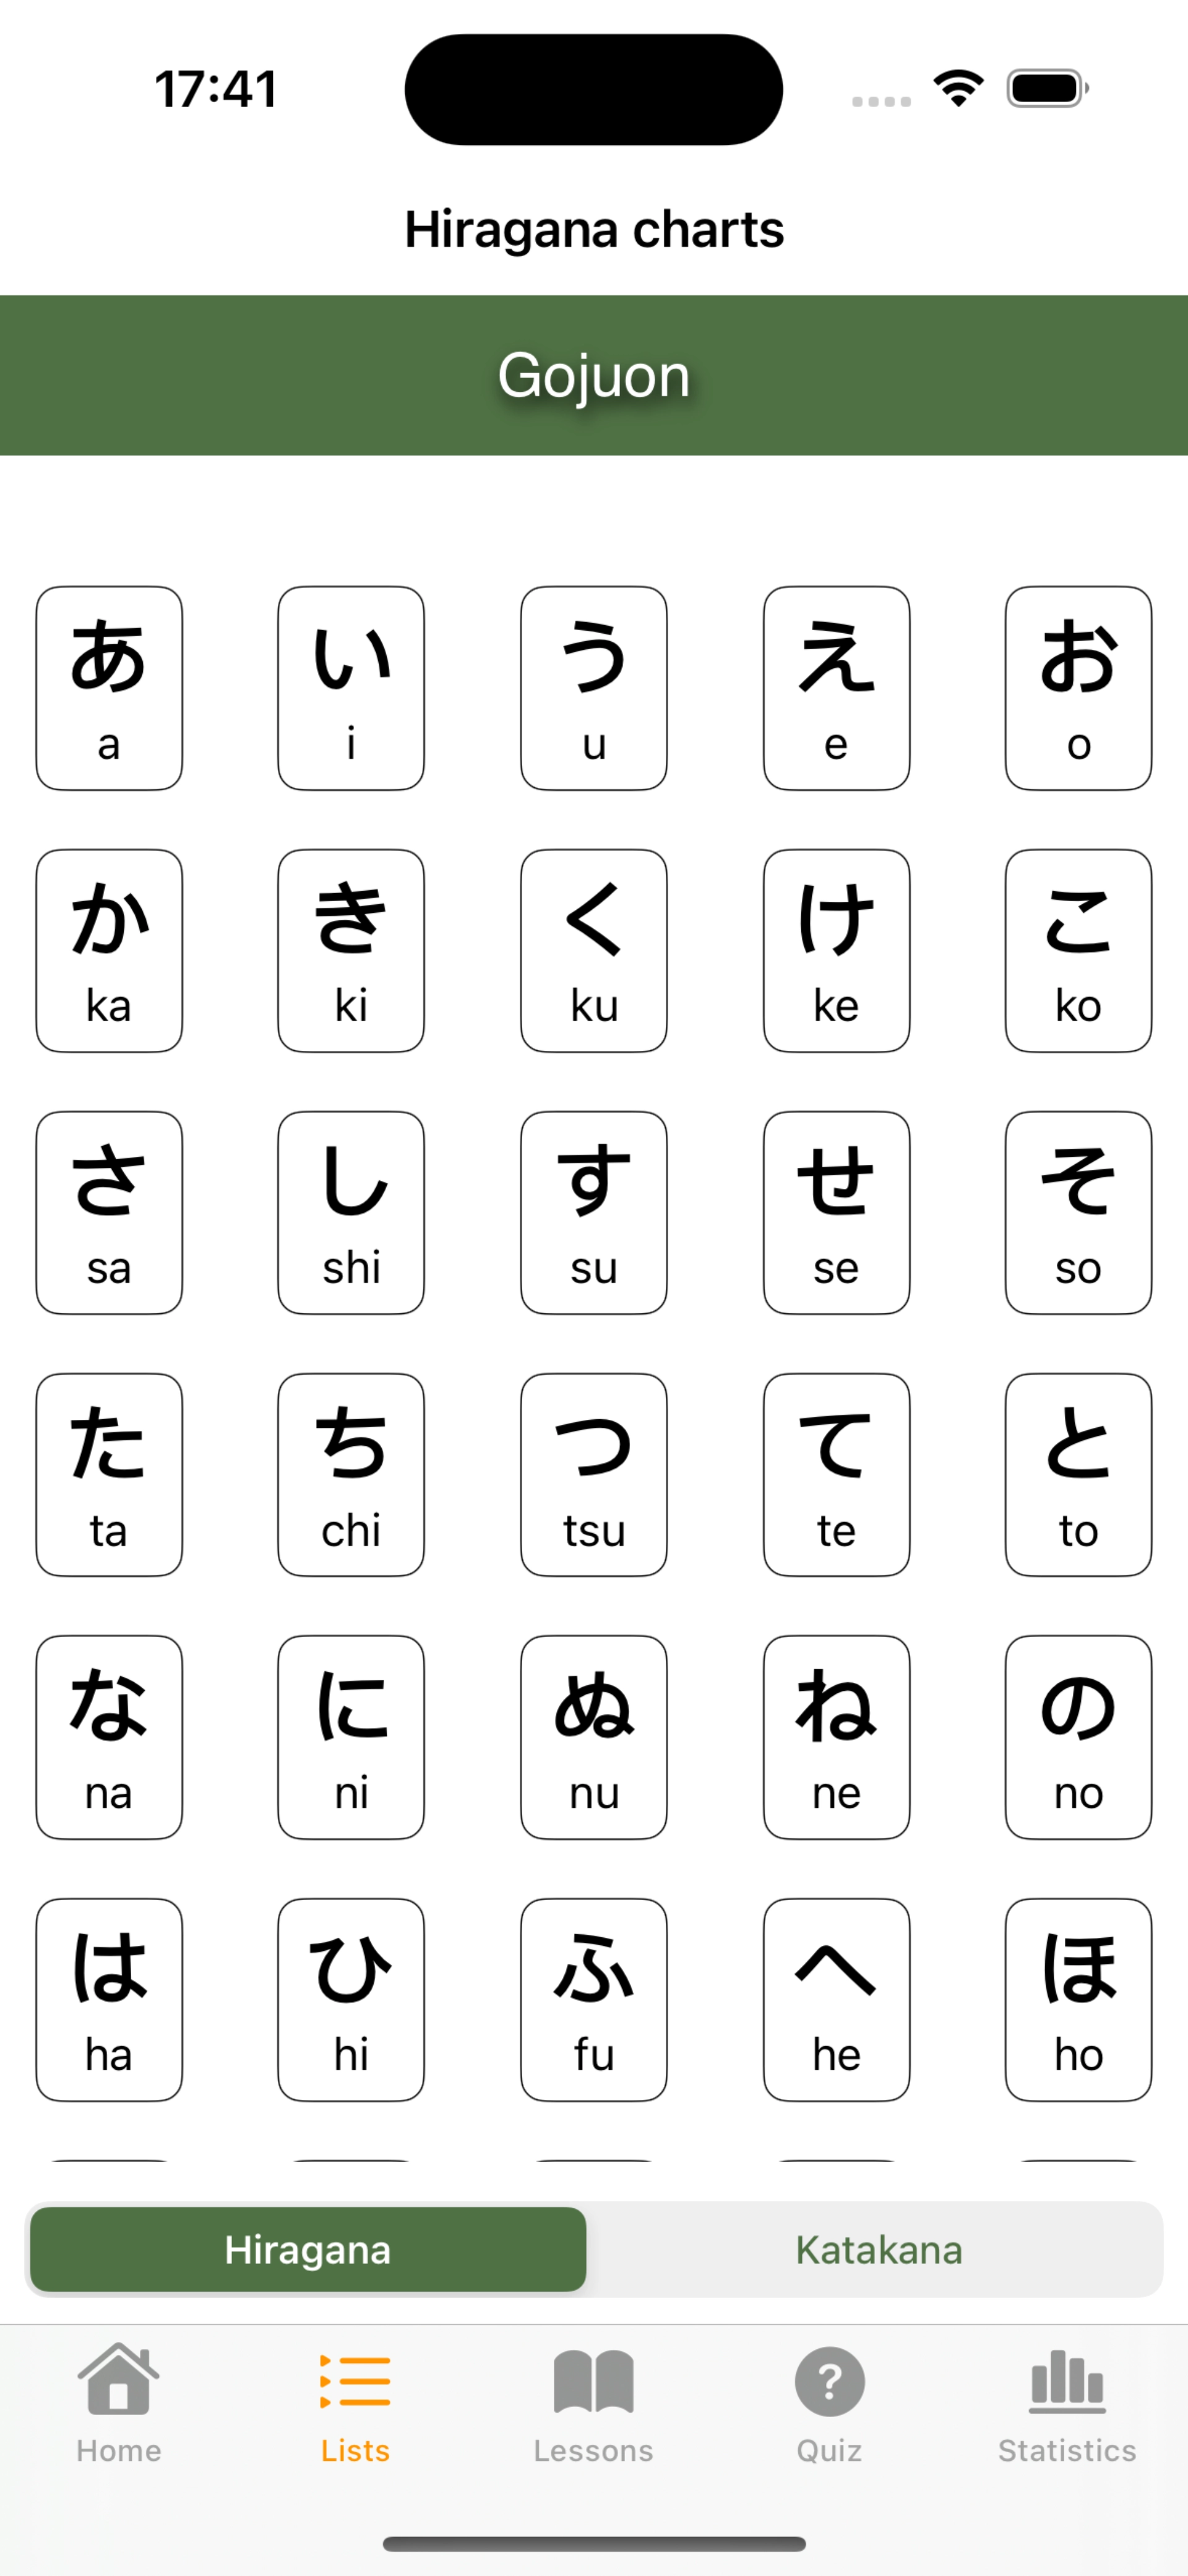 17:41
Hiragana charts
Gojuon
あ い う え お
a i u e o
か き く け こ
ka ki ku ke ko
さ し す せ そ
sa shi su se so
た ち つ て と
ta chi tsu te to
な に ぬ ね の
na ni nu ne no
は ひ ふ へ ほ
ha hi fu he ho
Hiragana Katakana
Home Lists Lessons Quiz Statistics